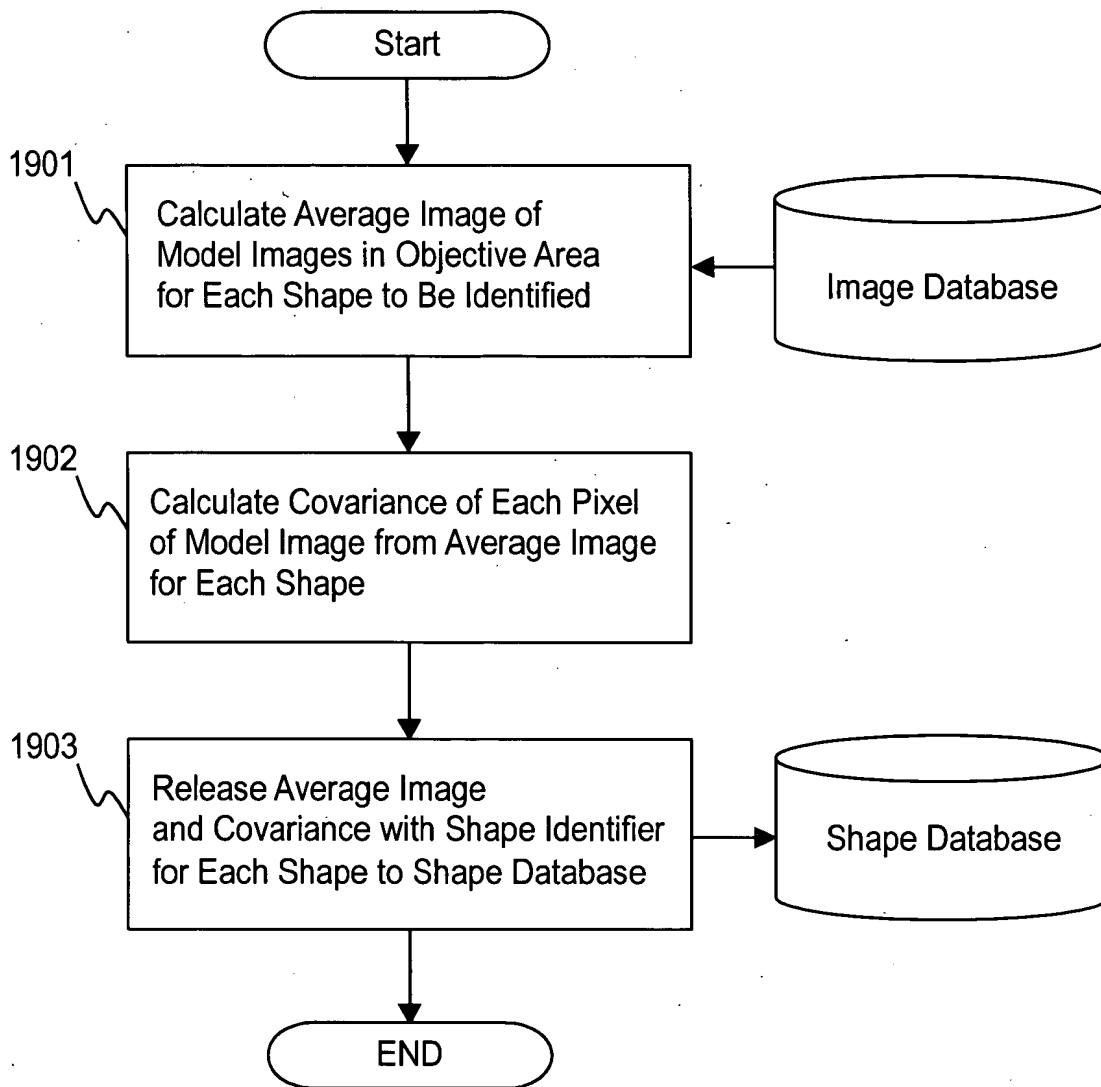 Start
1901
Calculate Average Image of
Model Images in Objective Area
for Each Shape to Be Identified
Image Database
1902
Calculate Covariance of Each Pixel
of Model Image from Average Image
for Each Shape
1903
Release Average Image
and Covariance with Shape Identifier
for Each Shape to Shape Database
Shape Database
END